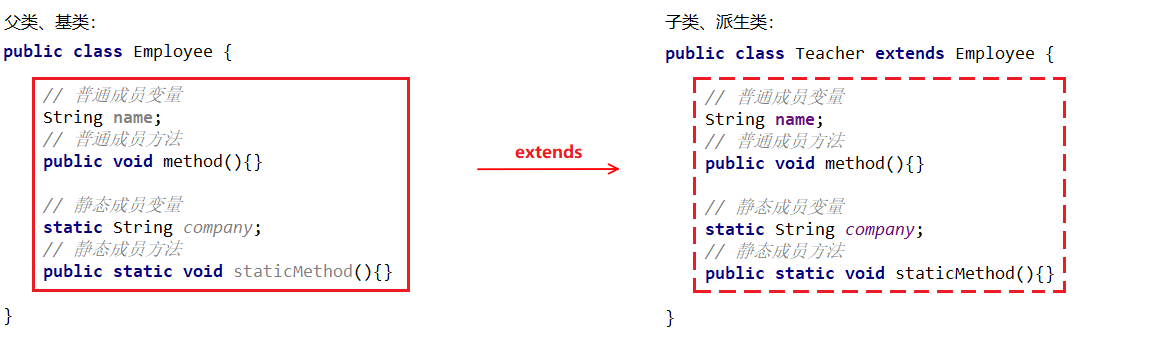 父类、基类:
public class Employee {
// 普通成员变量
String name;
// 普通成员方法
public void method(){}
// 静态成员变量
static String company;
// 静态成员方法
public static void staticMethod(){}
}
extends
子类、派生类:
public class Teacher extends Employee {
// 普通成员变量
String name;
// 普通成员方法
public void method(){}
// 静态成员变量
static String company;
// 静态成员方法
public static void staticMethod(){}
}